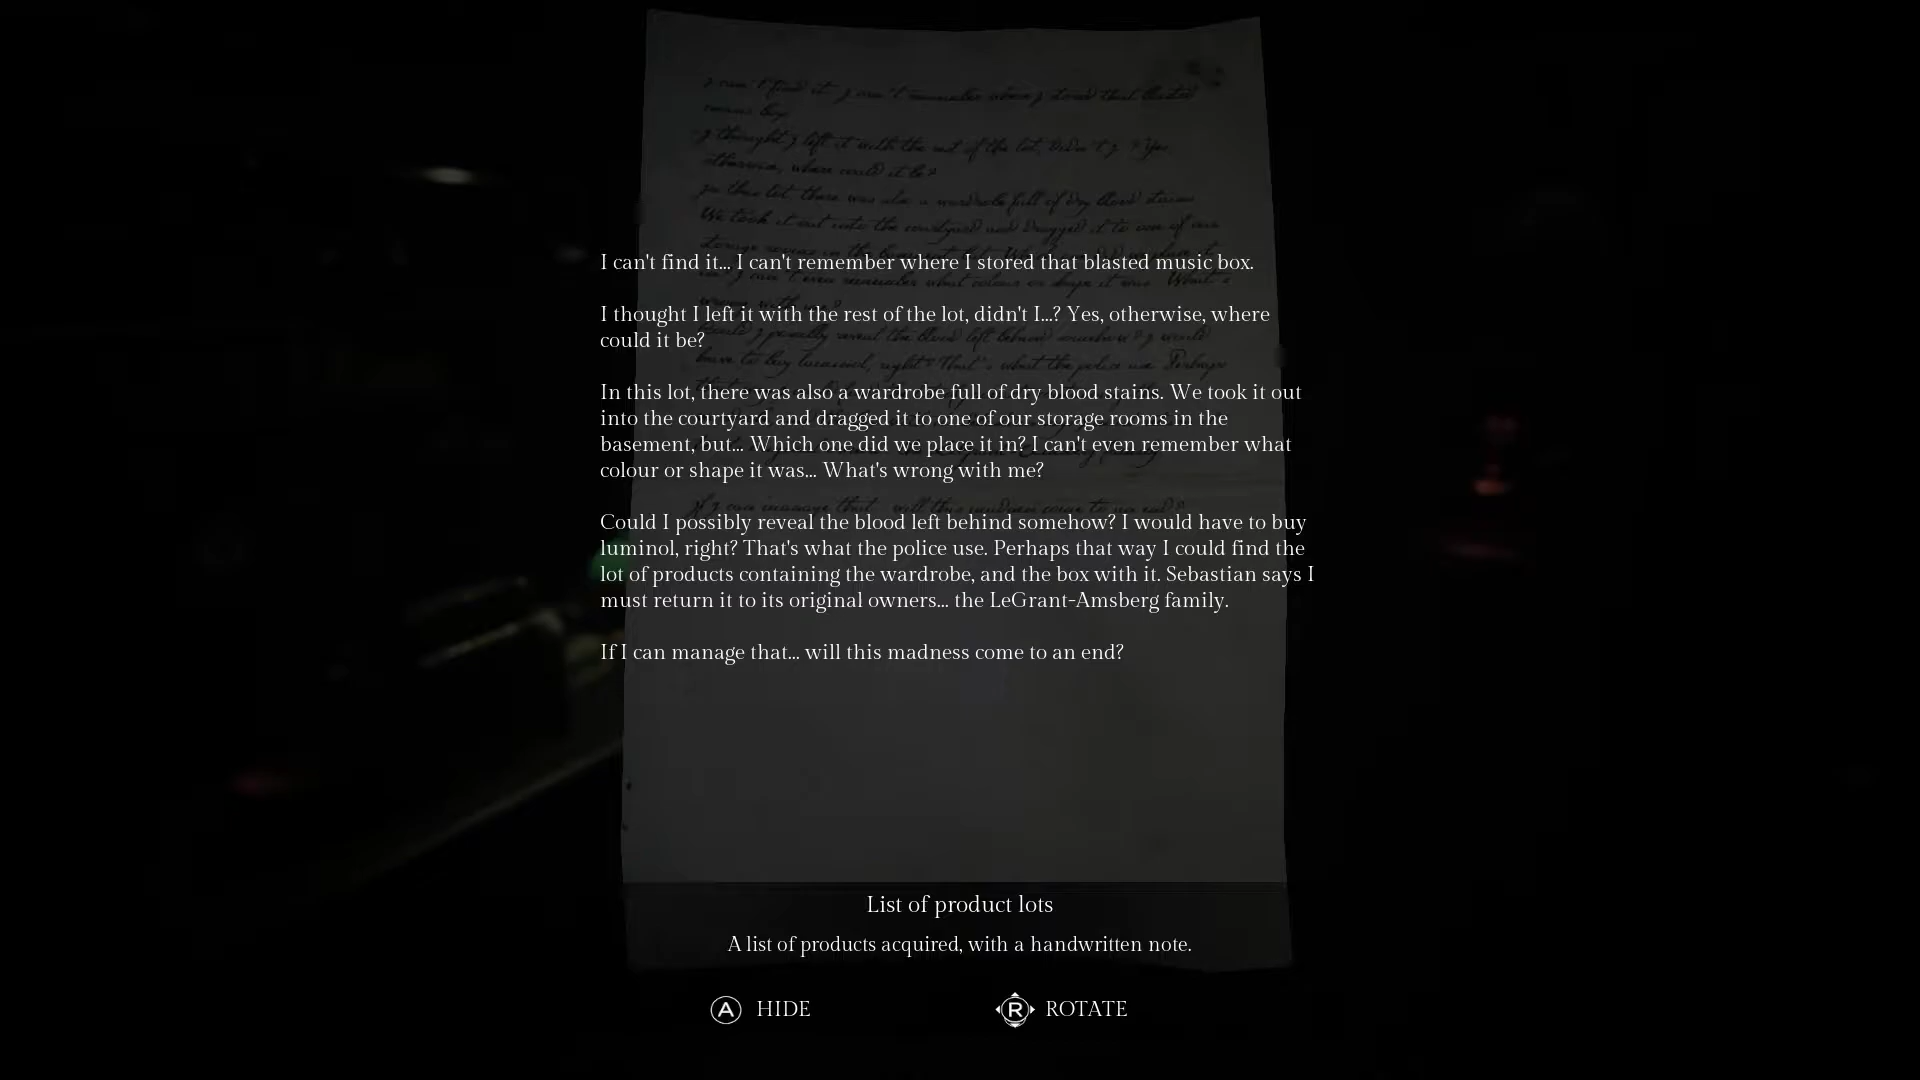 I can't find it... I can't remember where I stored that blasted music box.
I thought I left it with the rest of the lot, didn't I...? Yes, otherwise, where
could it be?
In this lot, there was also a wardrobe full of dry blood stains. We took it out
into the courtyard and dragged it to one of our storage rooms in the
basement, but... Which one did we place it in? I can't even remember what
colour or shape it was... What's wrong with me?
Could I possibly reveal the blood left behind somehow? I would have to buy
luminol, right? That's what the police use. Perhaps that way I could find the
lot of products containing the wardrobe, and the box with it. Sebastian says I
must return it to its original owners... the LeGrant-Amsberg family.
If I can manage that... will this madness come to an end?
List of product lots
A list of products acquired, with a handwritten note.
A HIDE R ROTATE